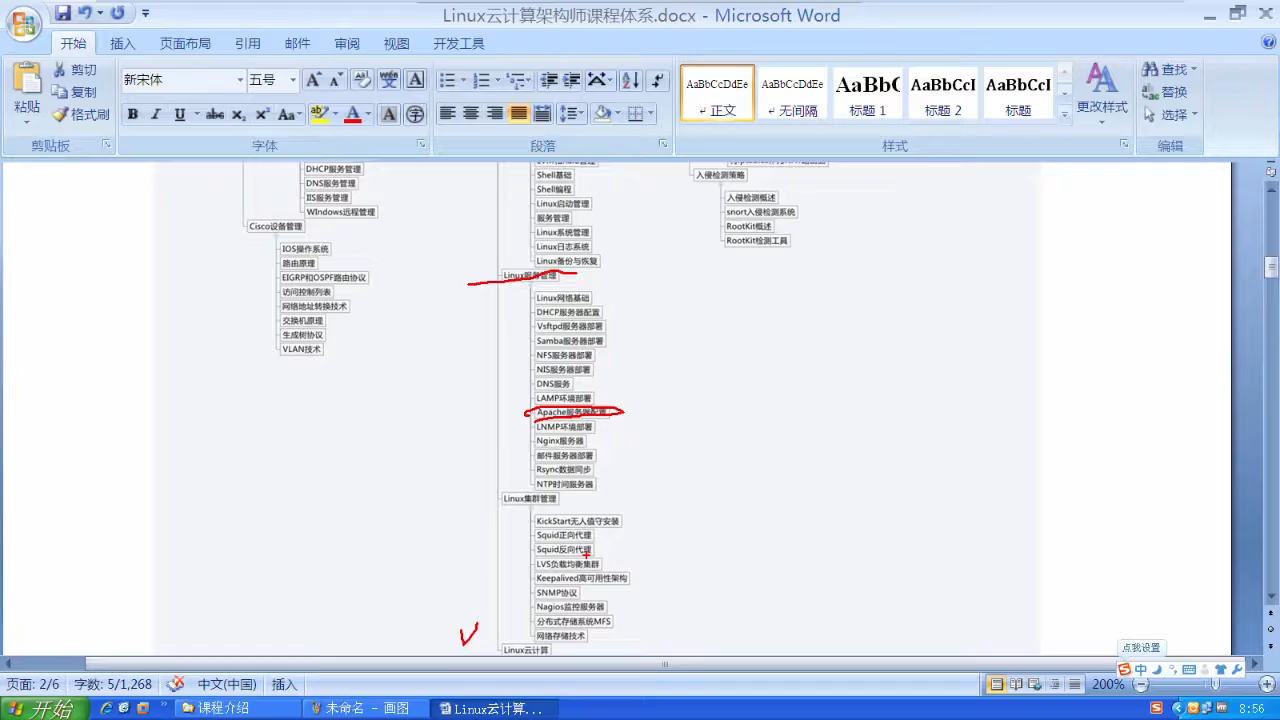 Linux云计算架构师课程体系.docx - Microsoft Word
开始 插入 页面布局 引用 邮件 审阅 视图 开发工具
粘贴
剪切
复制
格式刷
剪贴板
新宋体 五号
字体
段落
AaBbCcDdEe AaBbCcDdEe AaBbC AaBbCcI AaBbCcI
正文 无间隔 标题 1 标题 2 标题
更改样式
样式
查找
替换
选择
编辑
DHCP服务管理
DNS服务管理
IIS服务管理
WIndows远程管理
Cisco设备管理
IOS操作系统
路由原理
EIGRP和OSPF路由协议
访问控制列表
网络地址转换技术
交换机原理
生成树协议
VLAN技术
Shell基础
Shell编程
Linux启动管理
服务管理
Linux系统管理
Linux日志系统
Linux备份与恢复
Linux服务管理
Linux网络基础
DHCP服务器配置
Vsftpd服务器部署
Samba服务器部署
NFS服务器部署
NIS服务器部署
DNS服务
LAMP环境部署
Apache服务器配置
LNMP环境部署
Nginx服务器
邮件服务器部署
Rsync数据同步
NTP时间服务器
Linux集群管理
KickStart无人值守安装
Squid正向代理
Squid反向代理
LVS负载均衡集群
Keepalived高可用性架构
SNMP协议
Nagios监控服务器
分布式存储系统MFS
网络存储技术
Linux云计算
入侵检测策略
入侵检测概述
snort入侵检测系统
RootKit概述
RootKit检测工具
点我设置
中
页面: 2/6 字数: 5/1,268 中文(中国) 插入 200%
开始 课程介绍 未命名 - 画图 Linux云计算... 8:56